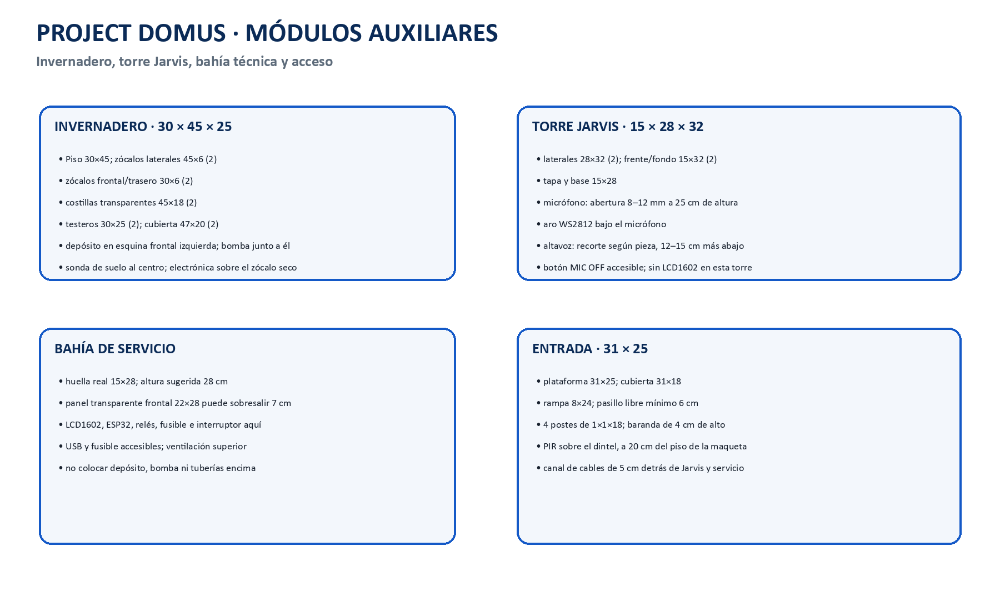 PROJECT DOMUS · MÓDULOS AUXILIARES
Invernadero, torre Jarvis, bahía técnica y acceso
INVERNADERO · 30 × 45 × 25
• Piso 30×45; zócalos laterales 45×6 (2)
• zócalos frontal/trasero 30×6 (2)
• costillas transparentes 45×18 (2)
• testeros 30×25 (2); cubierta 47×20 (2)
• depósito en esquina frontal izquierda; bomba junto a él
• sonda de suelo al centro; electrónica sobre el zócalo seco
TORRE JARVIS · 15 × 28 × 32
• laterales 28×32 (2); frente/fondo 15×32 (2)
• tapa y base 15×28
• micrófono: abertura 8–12 mm a 25 cm de altura
• aro WS2812 bajo el micrófono
• altavoz: recorte según pieza, 12–15 cm más abajo
• botón MIC OFF accesible; sin LCD1602 en esta torre
BAHÍA DE SERVICIO
• huella real 15×28; altura sugerida 28 cm
• panel transparente frontal 22×28 puede sobresalir 7 cm
• LCD1602, ESP32, relés, fusible e interruptor aquí
• USB y fusible accesibles; ventilación superior
• no colocar depósito, bomba ni tuberías encima
ENTRADA · 31 × 25
• plataforma 31×25; cubierta 31×18
• rampa 8×24; pasillo libre mínimo 6 cm
• 4 postes de 1×1×18; baranda de 4 cm de alto
• PIR sobre el dintel, a 20 cm del piso de la maqueta
• canal de cables de 5 cm detrás de Jarvis y servicio